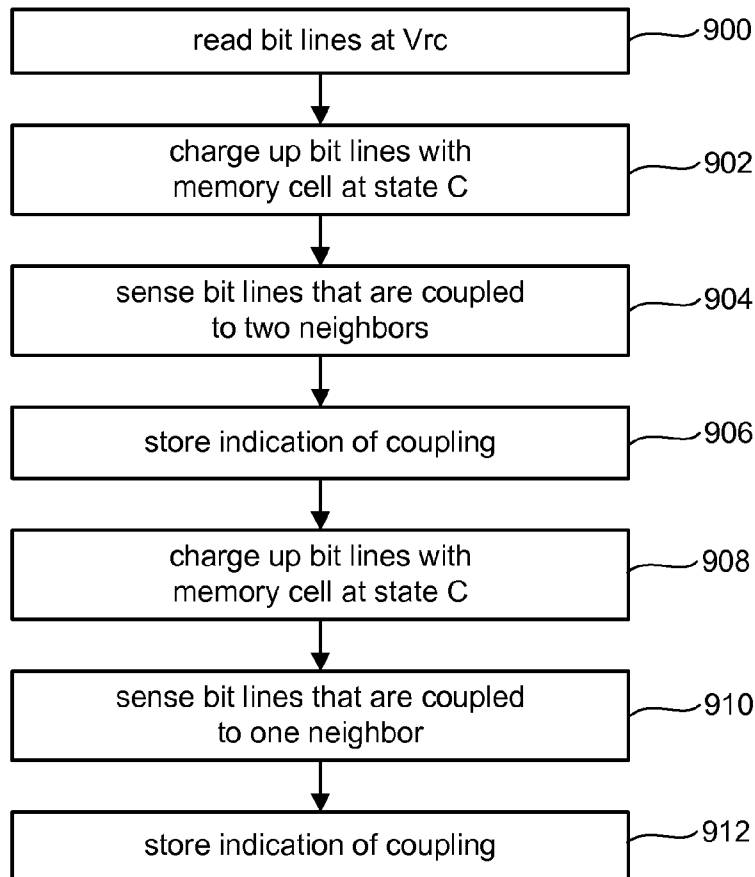 read bit lines at Vrc
900
charge up bit lines with
memory cell at state C
902
sense bit lines that are coupled
to two neighbors
904
store indication of coupling
906
charge up bit lines with
memory cell at state C
908
sense bit lines that are coupled
to one neighbor
910
store indication of coupling
912